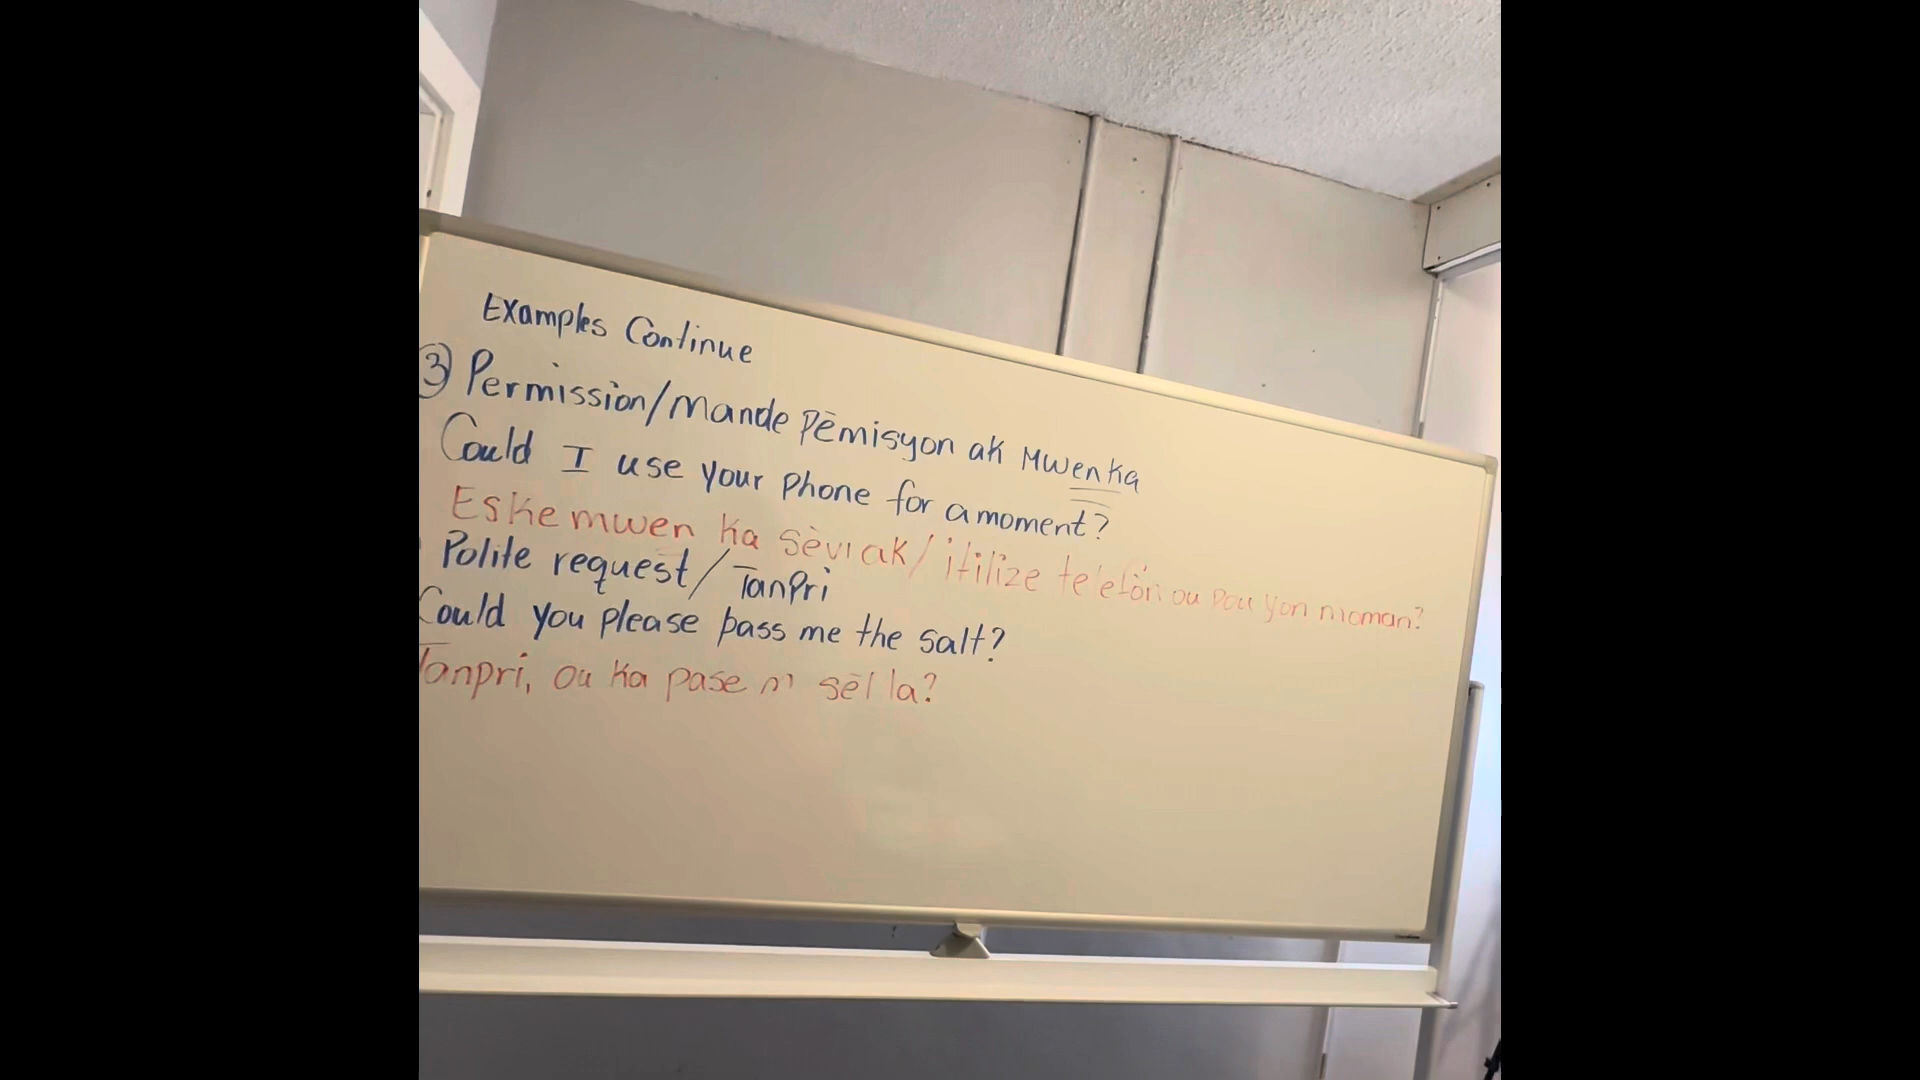 Examples Continue
③ Permission/Mande Pēmisyon ak Mwen ka
Could I use your phone for a moment?
Eske mwen ka sèvi ak/itilize telefòn ou pou yon moman?
Polite request/Tanpri
Could you please pass me the salt?
Tanpri, ou ka pase m' sèl la?